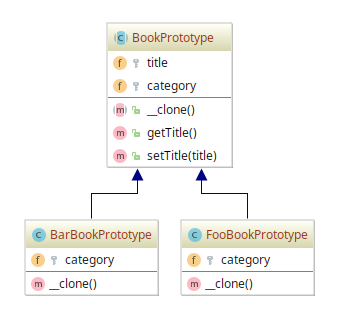 C BookPrototype
f title
f category
m __clone()
m getTitle()
m setTitle(title)
C BarBookPrototype
f category
m __clone()
C FooBookPrototype
f category
m __clone()